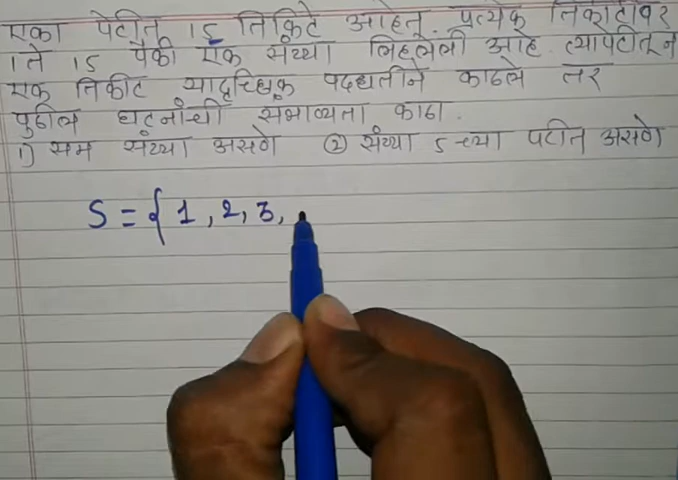 एका पेटीत 15 तिकिटे आहेत. प्रत्येक तिकीटावर
1 ते 15 पैकी एक संख्या लिहलेली आहे. त्यापेटीतून
एक तिकीट यादृच्छिक पद्धतीने काढले तर
पुढील घटनांची संभाव्यता काढा.
1) सम संख्या असणे ② संख्या 5 च्या पटीत असणे
S = { 1, 2, 3,